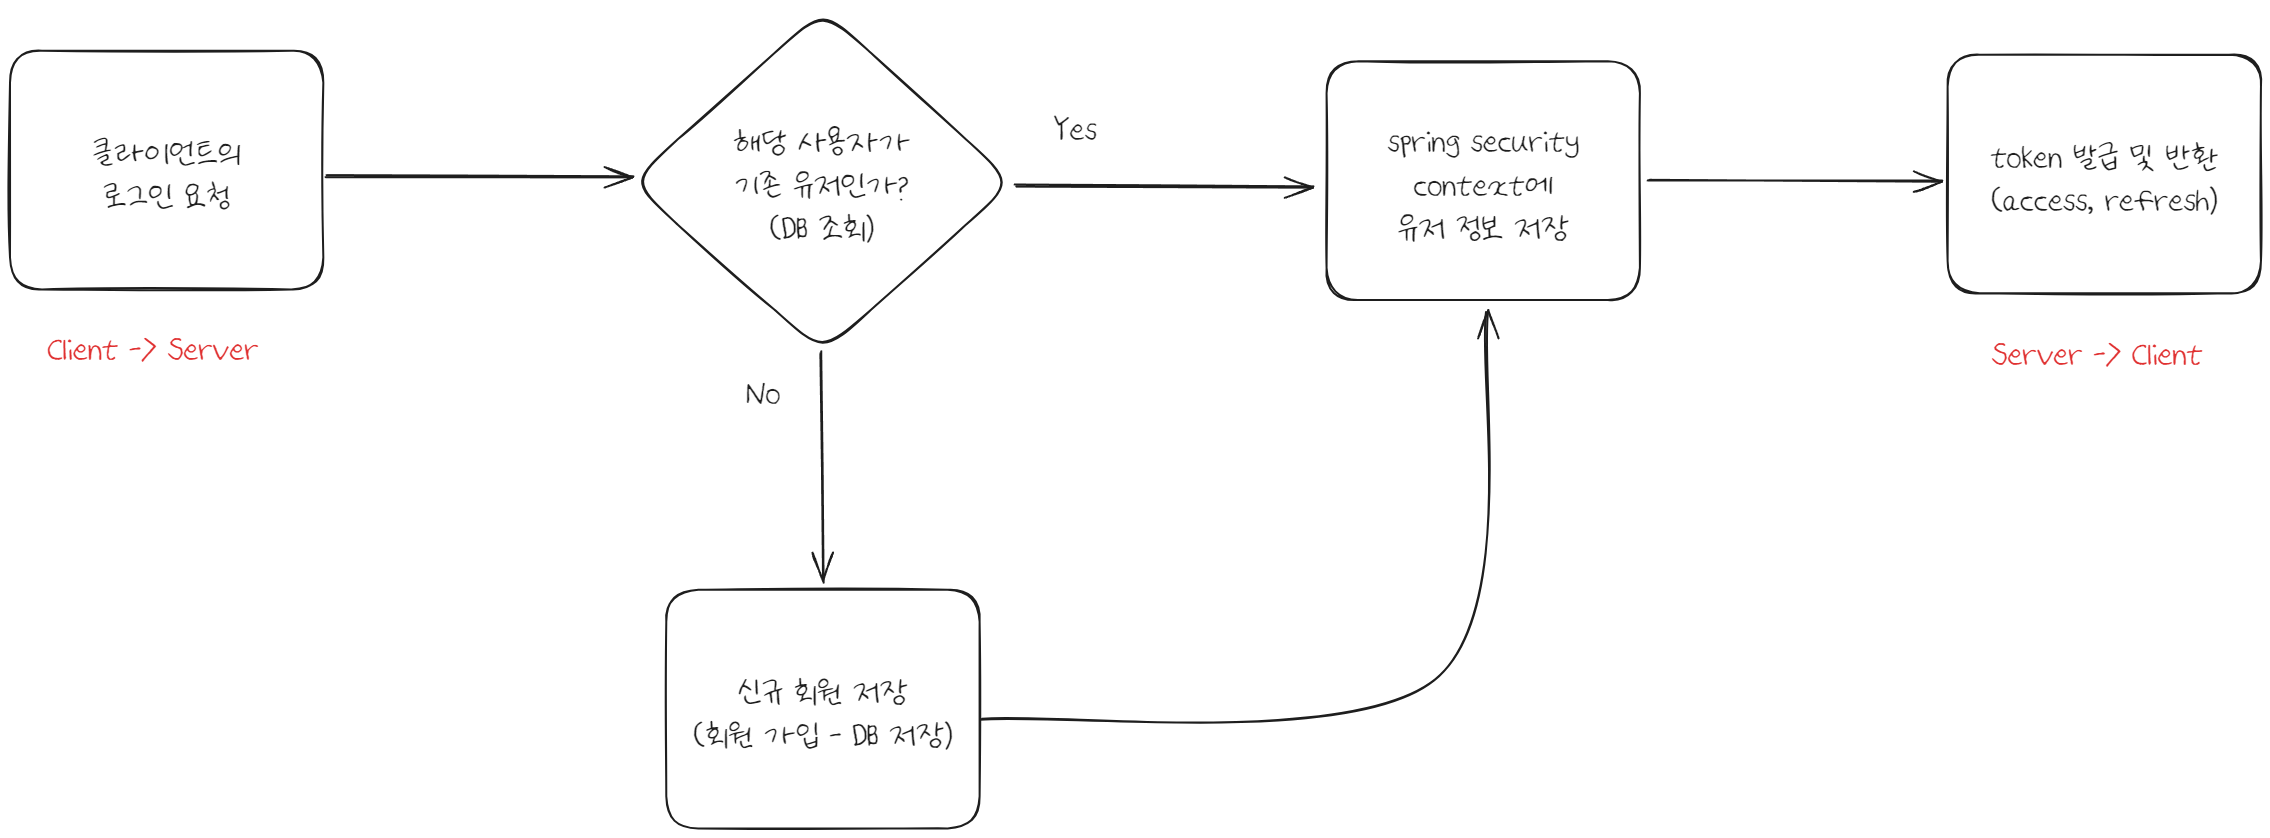 클라이언트의
로그인 요청
Client -> Server
해당 사용자가
기존 유저인가?
(DB 조회)
Yes
No
신규 회원 저장
(회원 가입 - DB 저장)
spring security
context에
유저 정보 저장
token 발급 및 반환
(access, refresh)
Server -> Client